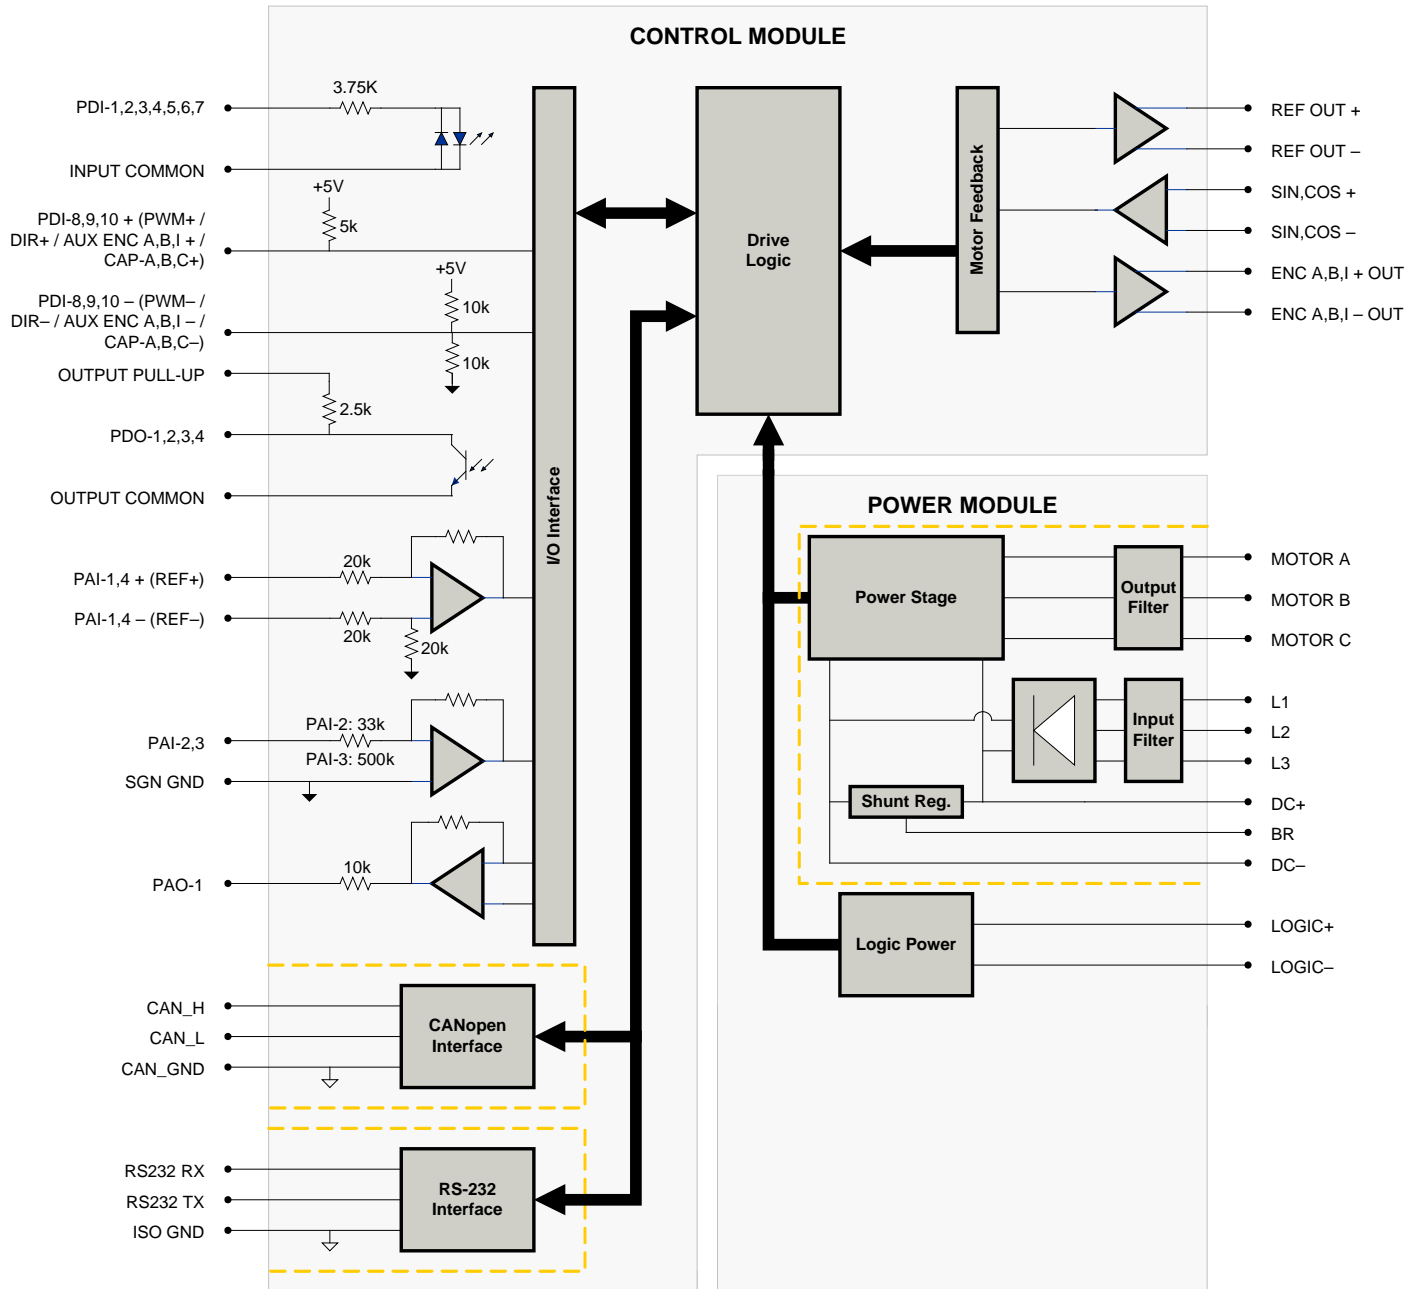 CONTROL MODULE
PDI-1,2,3,4,5,6,7
3.75K
INPUT COMMON
+5V
5k
PDI-8,9,10 + (PWM+ /
DIR+ / AUX ENC A,B,I + /
CAP-A,B,C+)
+5V
10k
10k
PDI-8,9,10 – (PWM– /
DIR– / AUX ENC A,B,I – /
CAP-A,B,C–)
OUTPUT PULL-UP
2.5k
PDO-1,2,3,4
OUTPUT COMMON
PAI-1,4 + (REF+)
20k
PAI-1,4 – (REF–)
20k
20k
PAI-2,3
PAI-2: 33k
PAI-3: 500k
SGN GND
PAO-1
10k
I/O Interface
Drive
Logic
Motor Feedback
REF OUT +
REF OUT –
SIN,COS +
SIN,COS –
ENC A,B,I + OUT
ENC A,B,I – OUT
CAN_H
CAN_L
CAN_GND
CANopen
Interface
RS232 RX
RS232 TX
ISO GND
RS-232
Interface
POWER MODULE
Power Stage
Output
Filter
MOTOR A
MOTOR B
MOTOR C
Input
Filter
L1
L2
L3
Shunt Reg.
DC+
BR
DC–
Logic Power
LOGIC+
LOGIC–